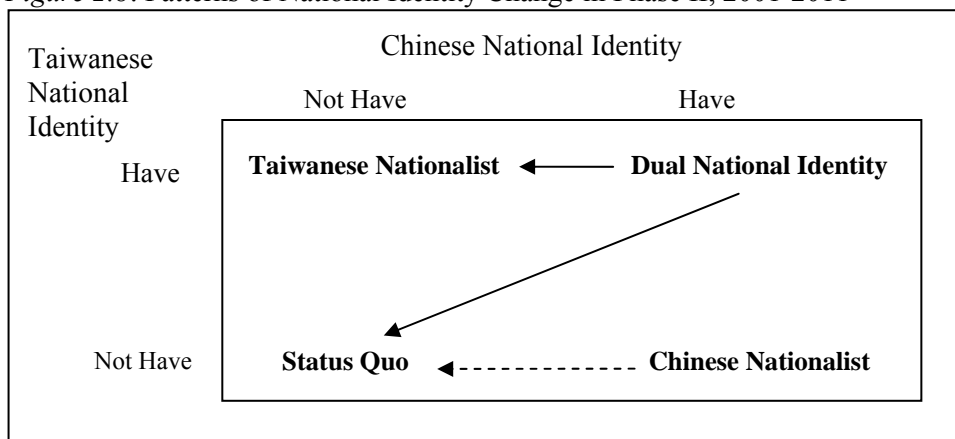 Chinese National Identity
Taiwanese
National
Identity
Not Have Have
Have Taiwanese Nationalist Dual National Identity
Not Have Status Quo Chinese Nationalist